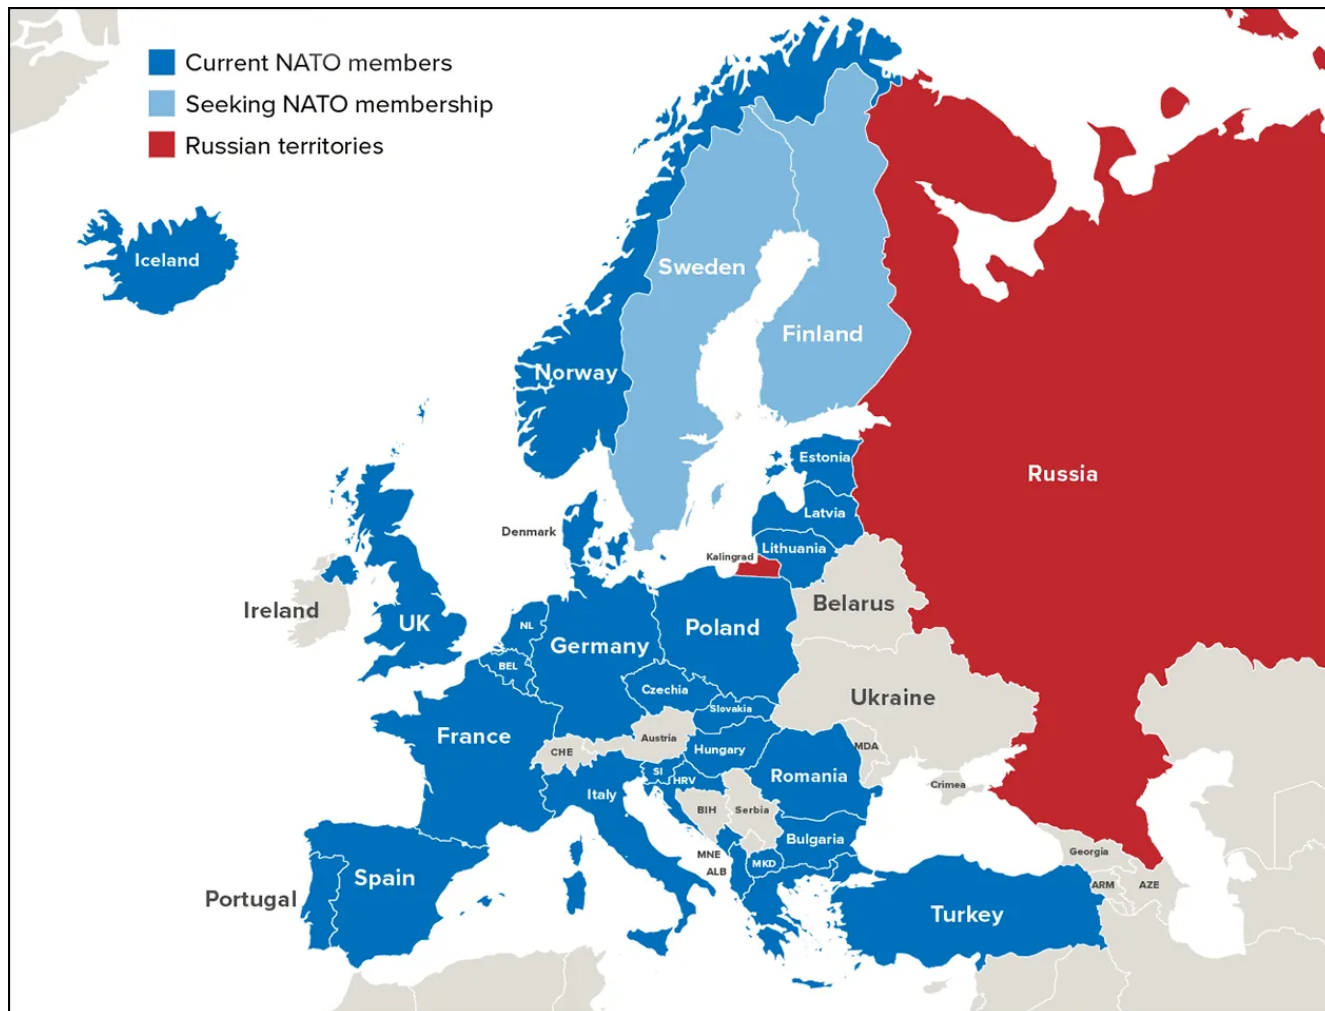 Current NATO members
Seeking NATO membership
Russian territories
Iceland
Sweden
Finland
Norway
Russia
Estonia
Latvia
Denmark
Lithuania
Kalingrad
Ireland
UK
Belarus
NL
Germany
Poland
BEL
Czechia
Ukraine
Slovakia
France
Austria
CHE
Hungary
MDA
SI
HRV
Romania
Crimea
Italy
BIH
Serbia
Bulgaria
MNE
Georgia
MKD
ALB
Spain
ARM
AZE
Portugal
Turkey